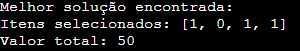 Melhor solução encontrada:
Itens selecionados: [1, 0, 1, 1]
Valor total: 50